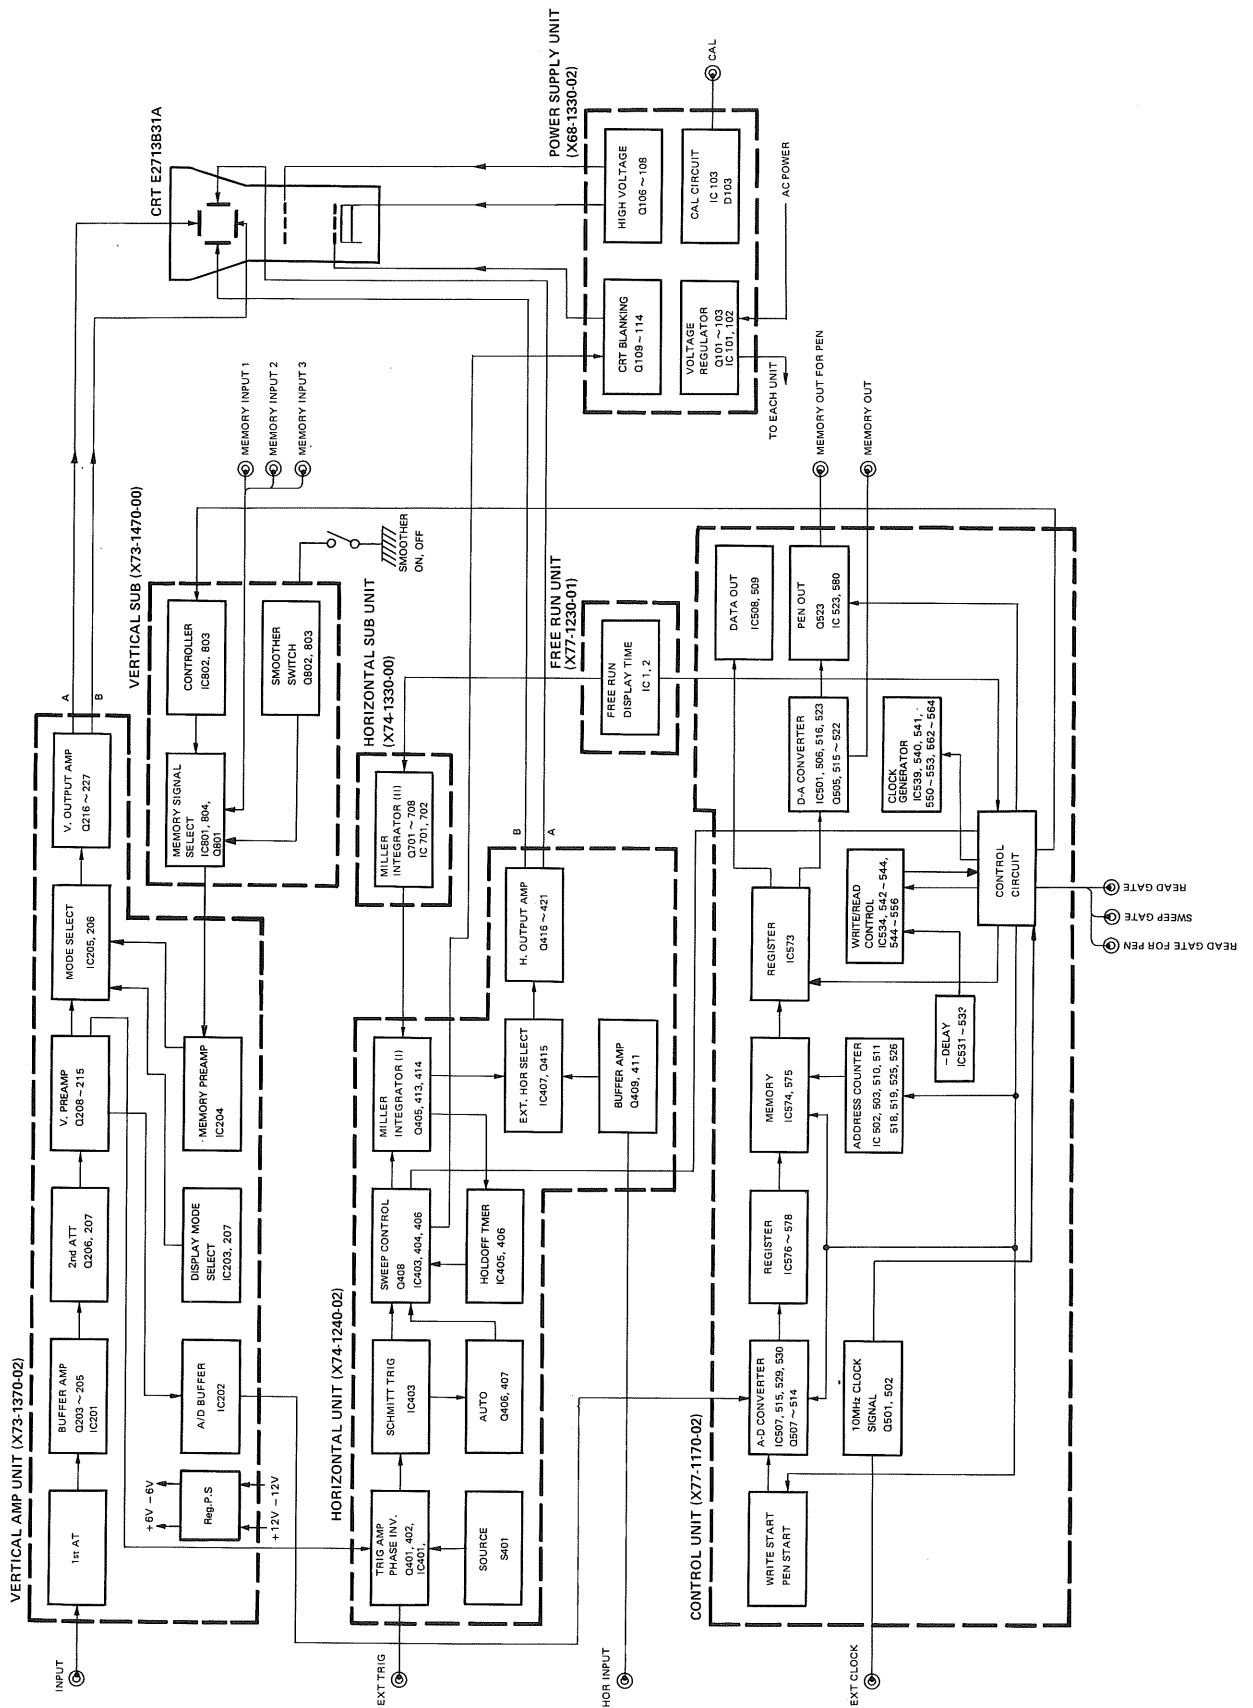 VERTICAL AMP UNIT (X73-1370-02)
INPUT
1st AT
BUFFER AMP
Q203 ~ 205
IC201
2nd ATT
Q206, 207
V. PREAMP
Q208 ~ 215
MODE SELECT
IC205, 206
V. OUTPUT AMP
Q216 ~ 227
A
B
+6V -6V
Reg.P.S
+12V -12V
A/D BUFFER
IC202
DISPLAY MODE
SELECT
IC203, 207
MEMORY PREAMP
IC204
VERTICAL SUB (X73-1470-00)
MEMORY SIGNAL
SELECT
IC801, 804,
Q801
CONTROLLER
IC802, 803
SMOOTHER
SWITCH
Q802, 803
SMOOTHER
ON, OFF
MEMORY INPUT 1
MEMORY INPUT 2
MEMORY INPUT 3
CRT E2713B31A
HORIZONTAL UNIT (X74-1240-02)
EXT TRIG
TRIG AMP
PHASE INV.
Q401, 402,
IC401,
SOURCE
S401
SCHMITT TRIG
IC403
AUTO
Q406, 407
SWEEP CONTROL
Q408
IC403, 404, 406
HOLDOFF TMER
IC405, 406
MILLER
INTEGRATOR (I)
Q405, 413, 414
EXT. HOR SELECT
IC407, Q415
BUFFER AMP
Q409, 411
H. OUTPUT AMP
Q416 ~ 421
B
A
HOR INPUT
HORIZONTAL SUB UNIT
(X74-1330-00)
MILLER
INTEGRATOR (II)
Q701 ~ 708
IC 701, 702
FREE RUN UNIT
(X77-1230-01)
FREE RUN
DISPLAY TIME
IC 1, 2
POWER SUPPLY UNIT
(X68-1330-02)
CRT BLANKING
Q109 ~ 114
HIGH VOLTAGE
Q106 ~ 108
VOLTAGE
REGULATOR
Q101 ~ 103
IC 101, 102
CAL CIRCUIT
IC 103
D103
CAL
AC POWER
TO EACH UNIT
CONTROL UNIT (X77-1170-02)
EXT CLOCK
WRITE START
PEN START
A-D CONVERTER
IC507, 515, 529, 530
Q507 ~ 514
10MHz CLOCK
SIGNAL
Q501, 502
REGISTER
IC576 ~ 578
MEMORY
IC574, 575
ADDRESS COUNTER
IC 502, 503, 510, 511
518, 519, 525, 526
DELAY
IC531 ~ 532
REGISTER
IC573
WRITE/READ
CONTROL
IC534, 542 ~ 544,
544 ~ 556
CONTROL
CIRCUIT
DATA OUT
IC508, 509
D-A CONVERTER
IC501, 506, 516, 523
Q505, 515 ~ 522
PEN OUT
Q523
IC 523, 580
CLOCK
GENERATOR
IC539, 540, 541,
550 ~ 553, 562 ~ 564
MEMORY OUT FOR PEN
MEMORY OUT
READ GATE
SWEEP GATE
READ GATE FOR PEN